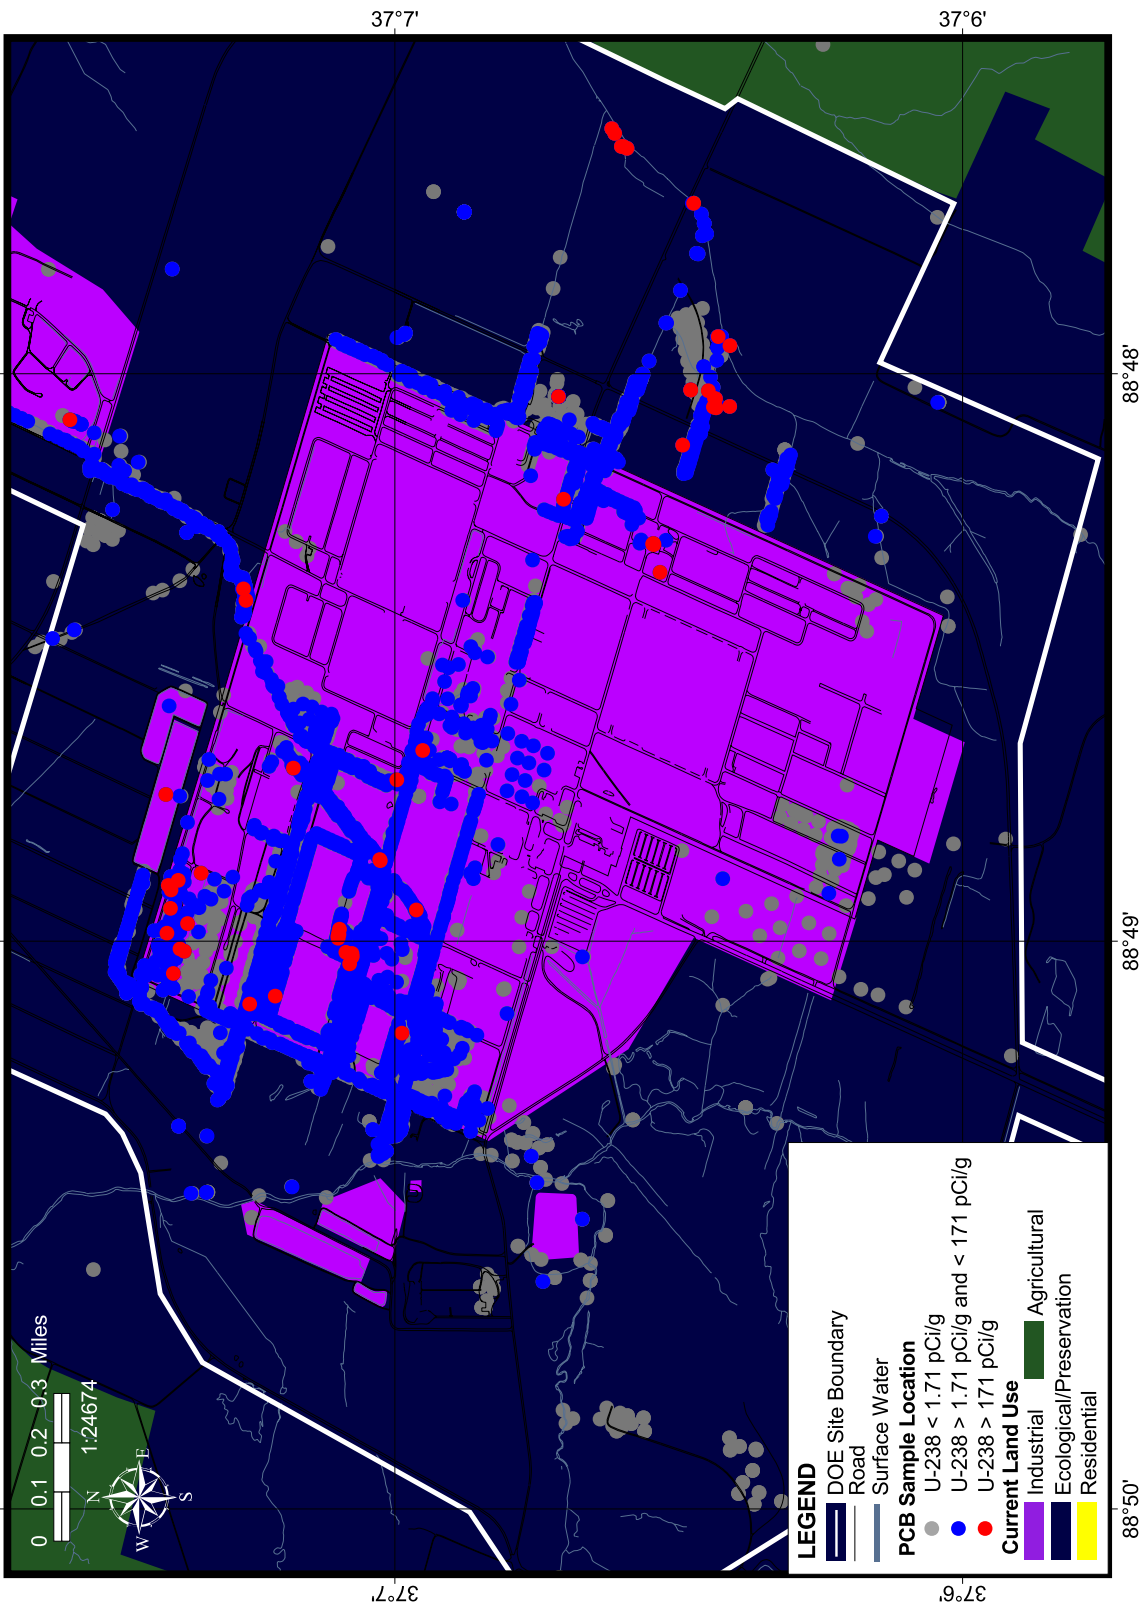 37°7'
37°6'
88°48'
88°49'
88°50'
37°7'
37°6'
0 0.1 0.2 0.3 Miles
1:24674
N
W E
S
LEGEND
DOE Site Boundary
Road
Surface Water
PCB Sample Location
U-238 < 1.71 pCi/g
U-238 > 1.71 pCi/g and < 171 pCi/g
U-238 > 171 pCi/g
Current Land Use
Industrial Agricultural
Ecological/Preservation
Residential